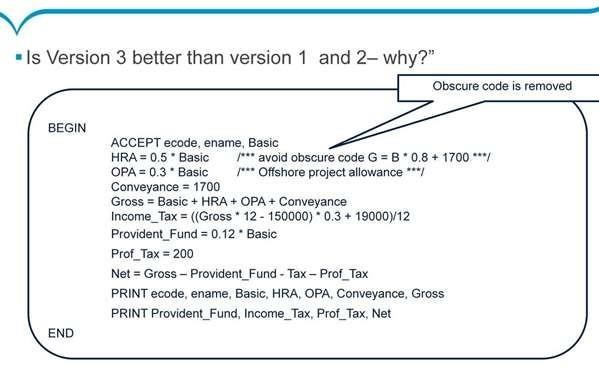 Is Version 3 better than version 1 and 2– why?”
Obscure code is removed
BEGIN
ACCEPT ecode, ename, Basic
HRA = 0.5 * Basic /*** avoid obscure code G = B * 0.8 + 1700 ***/
OPA = 0.3 * Basic /*** Offshore project allowance ***/
Conveyance = 1700
Gross = Basic + HRA + OPA + Conveyance
Income_Tax = ((Gross * 12 - 150000) * 0.3 + 19000)/12
Provident_Fund = 0.12 * Basic
Prof_Tax = 200
Net = Gross – Provident_Fund - Tax – Prof_Tax
PRINT ecode, ename, Basic, HRA, OPA, Conveyance, Gross
PRINT Provident_Fund, Income_Tax, Prof_Tax, Net
END